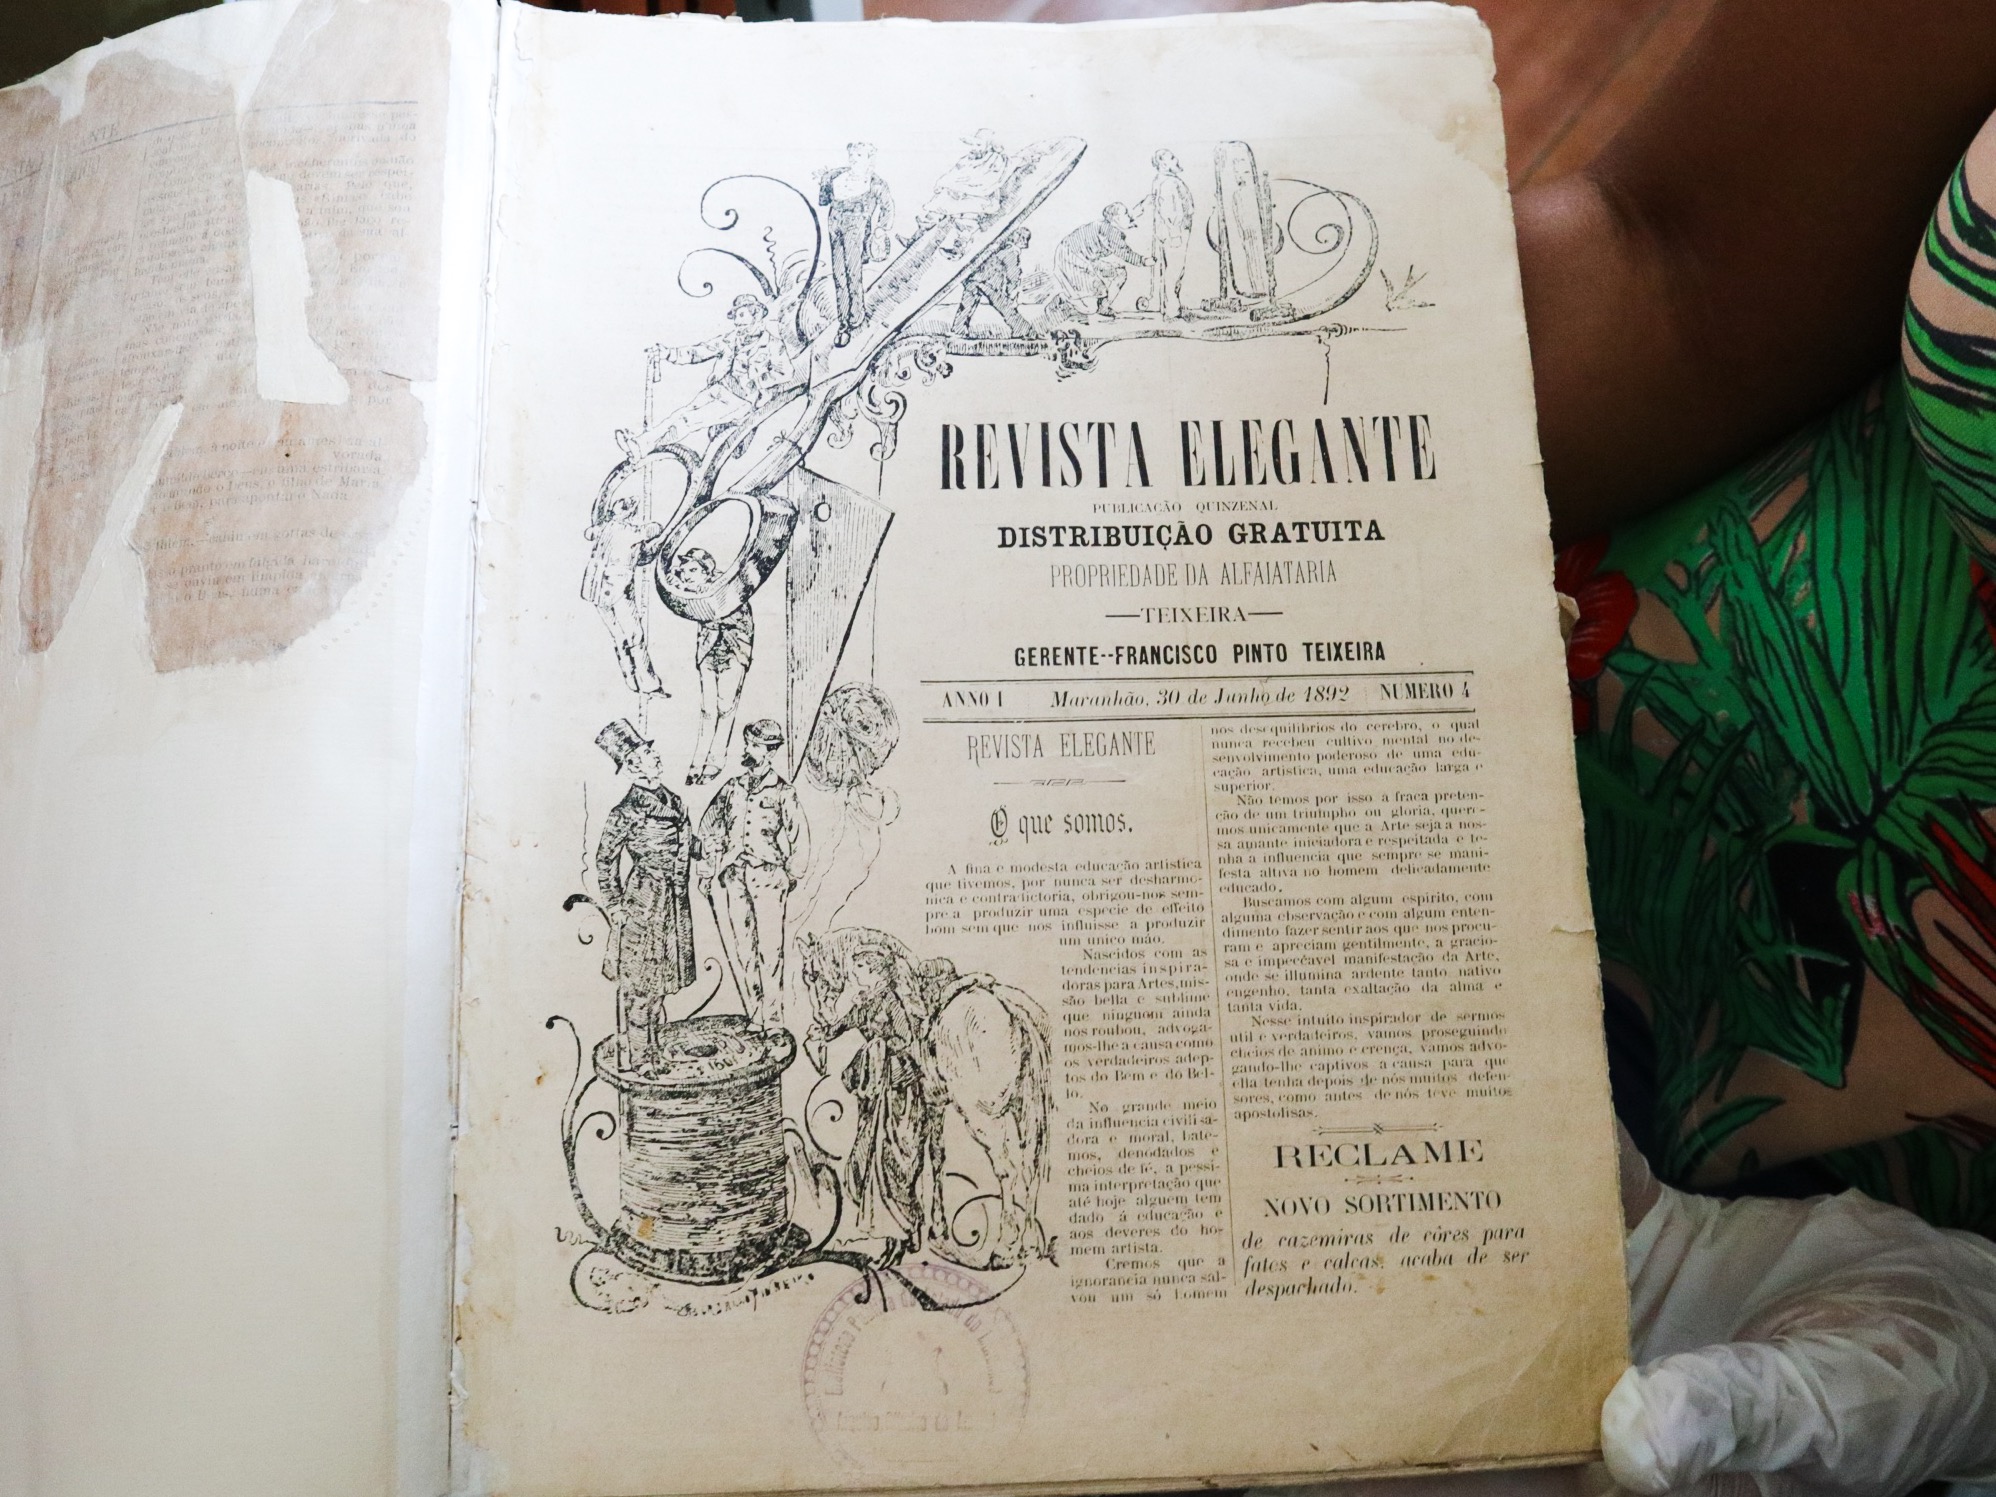 REVISTA ELEGANTE
PUBLICAÇÃO QUINZENAL
DISTRIBUIÇÃO GRATUITA
PROPRIEDADE DA ALFAIATARIA
—TEIXEIRA—
GERENTE--FRANCISCO PINTO TEIXEIRA
ANNO I Maranhão, 30 de Junho de 1892 NUMERO 4
REVISTA ELEGANTE
O que somos.
A fina e modesta educação artistica
que tivemos, por nunca ser desharmo-
nica e contradictoria, obrigou-nos sem-
pre a produzir uma especie de effeito
bom sem que nos influisse a produzir
um unico máo.
Nascidos com as
tendencias inspira-
doras para Artes, mis-
são bella e sublime
que ninguem ainda
nos roubou, advoga-
mos-lhe a causa como
os verdadeiros adep-
tos do Bem e do Bel-
lo.
No grande meio
da influencia civilisa-
dora e moral, bate-
mos, denodados e
cheios de fé, a pessi-
ma interpretação que
até hoje alguem tem
dado á educação e
aos deveres do ho-
mem artista.
Cremos que a
ignorancia nunca sal-
vou um só homem
nos desequilibrios do cerebro, o qual
nunca recebeu cultivo mental no de-
senvolvimento poderoso de uma edu-
cação artistica, uma educação larga e
superior.
Não temos por isso a fraca preten-
ção de um triumpho ou gloria, quere-
mos unicamente que a Arte seja a nos-
sa amante iniciadora e respeitada e te-
nha a influencia que sempre se mani-
festa altiva no homem delicadamente
educado.
Buscamos com algum espirito, com
alguma observação e com algum enten-
dimento fazer sentir aos que nos procu-
ram e apreciam gentilmente, a gracio-
sa e impeccavel manifestação da Arte,
onde se illumina ardente tanto nativo
engenho, tanta exaltação da alma e
tanta vida.
Nesse intuito inspirador de sermos
util e verdadeiros, vamos proseguindo
cheios de animo e crença, vamos advo-
gando-lhe captivos a causa para que
ella tenha depois de nós muitos defen-
sores, como antes de nós teve muitos
apostolisas.
RECLAME
NOVO SORTIMENTO
de cazemiras de côres para
fatos e calcas, acaba de ser
despachado.